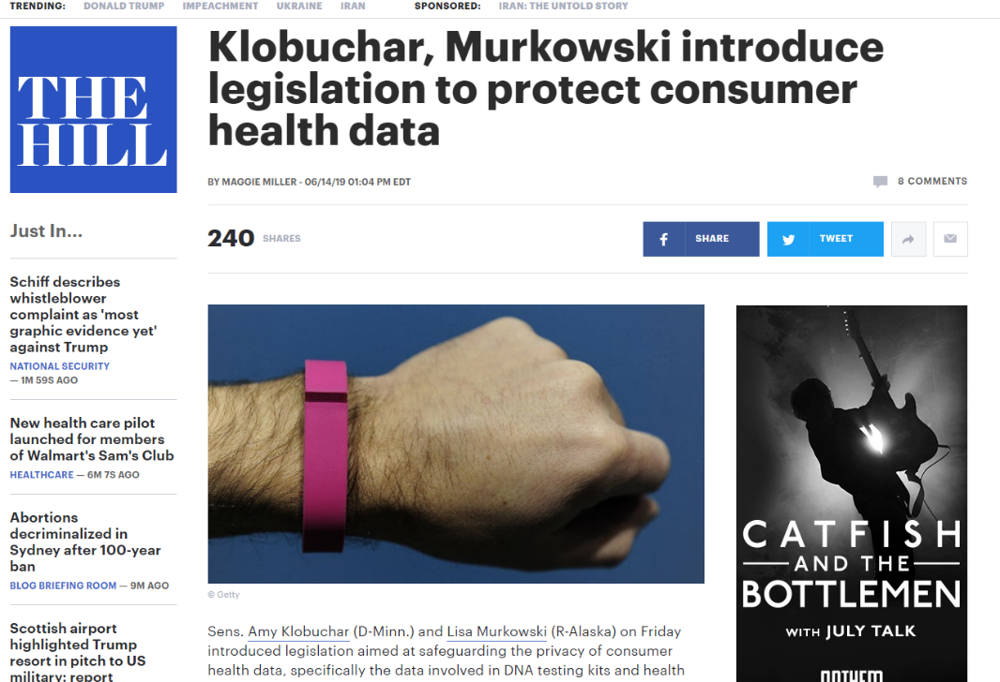 TRENDING: DONALD TRUMP IMPEACHMENT UKRAINE IRAN SPONSORED: IRAN: THE UNTOLD STORY
THE
HILL
Klobuchar, Murkowski introduce
legislation to protect consumer
health data
BY MAGGIE MILLER - 06/14/19 01:04 PM EDT
8 COMMENTS
240 SHARES
SHARE
TWEET
Just In...
Schiff describes
whistleblower
complaint as 'most
graphic evidence yet'
against Trump
NATIONAL SECURITY
— 1M 59S AGO
New health care pilot
launched for members
of Walmart's Sam's Club
HEALTHCARE — 6M 7S AGO
Abortions
decriminalized in
Sydney after 100-year
ban
BLOG BRIEFING ROOM — 9M AGO
Scottish airport
highlighted Trump
resort in pitch to US
military: report
© Getty
Sens. Amy Klobuchar (D-Minn.) and Lisa Murkowski (R-Alaska) on Friday
introduced legislation aimed at safeguarding the privacy of consumer
health data, specifically the data involved in DNA testing kits and health
CATFISH
AND THE
BOTTLEMEN
WITH JULY TALK
ANTHEM